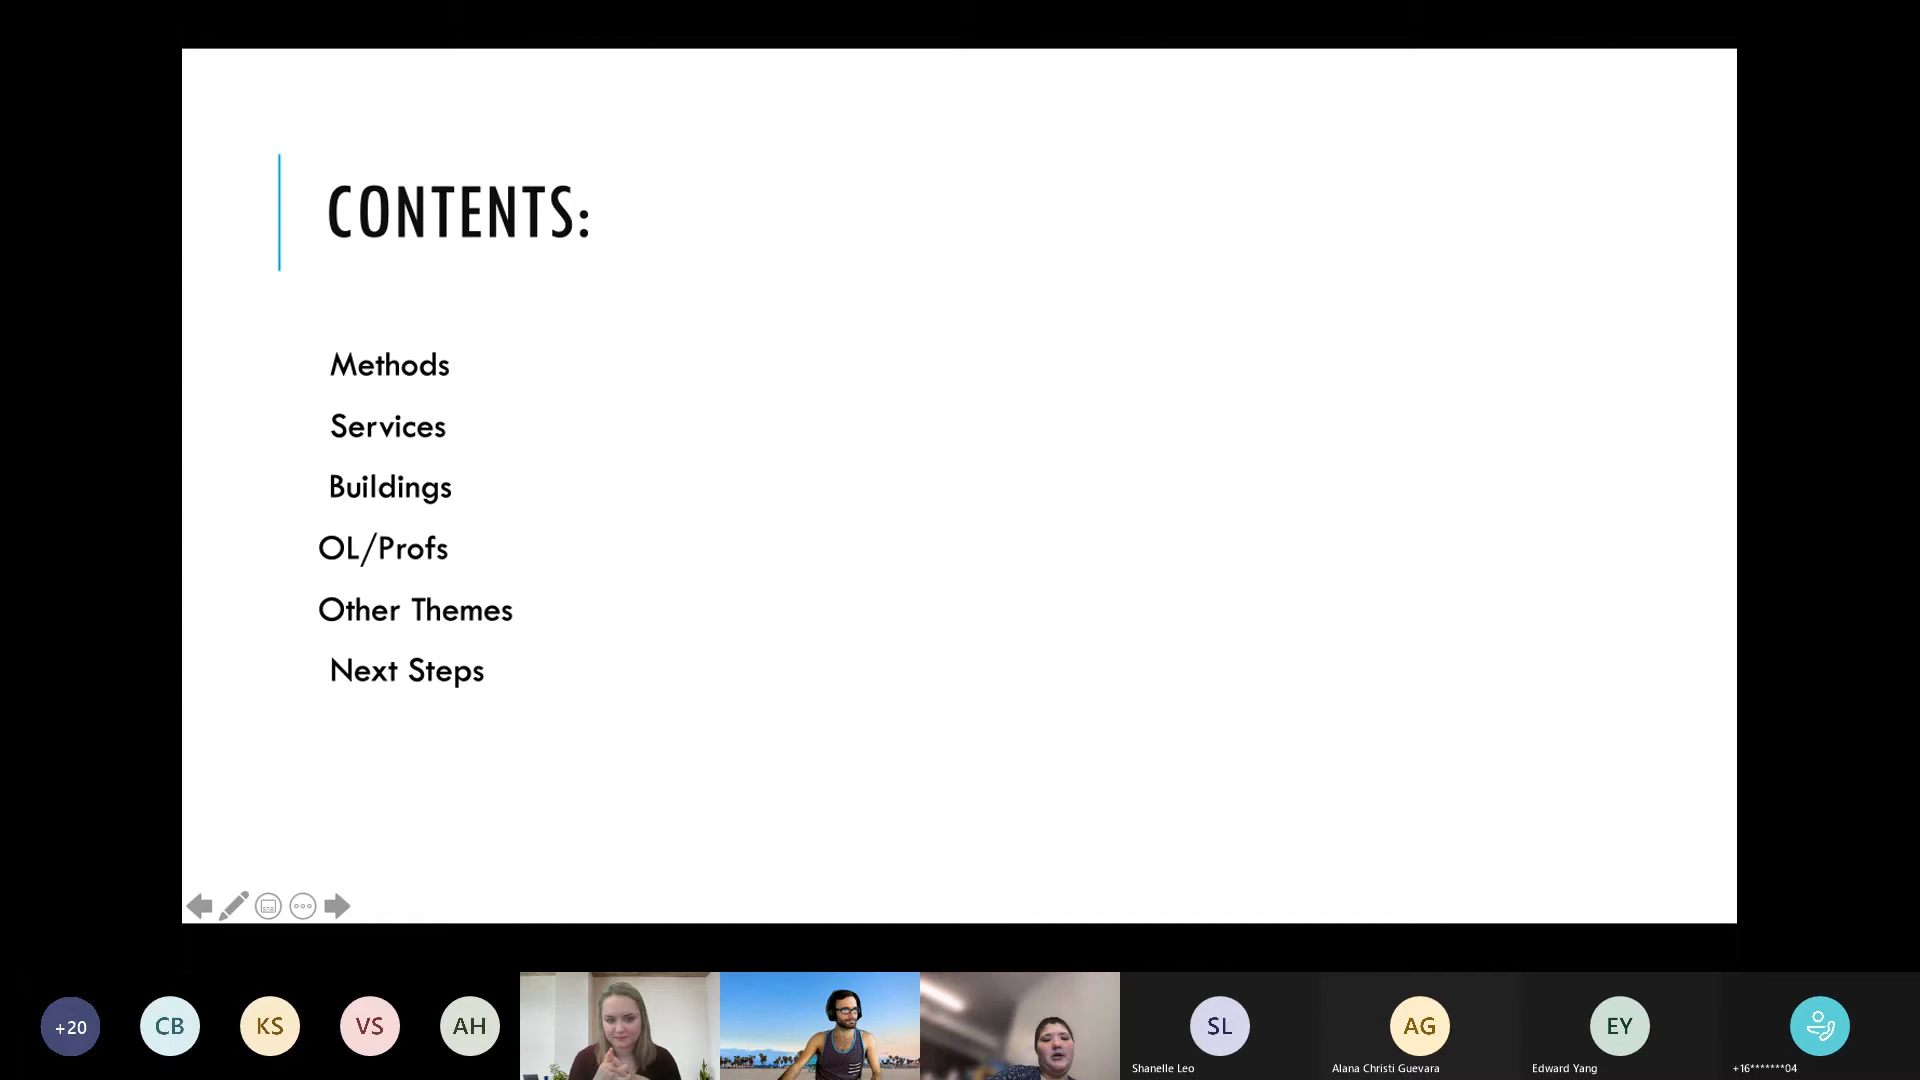 CONTENTS:
Methods
Services
Buildings
OL/Profs
Other Themes
Next Steps
+20
CB
KS
VS
AH
SL
Shanelle Leo
AG
Alana Christi Guevara
EY
Edward Yang
+16*******04